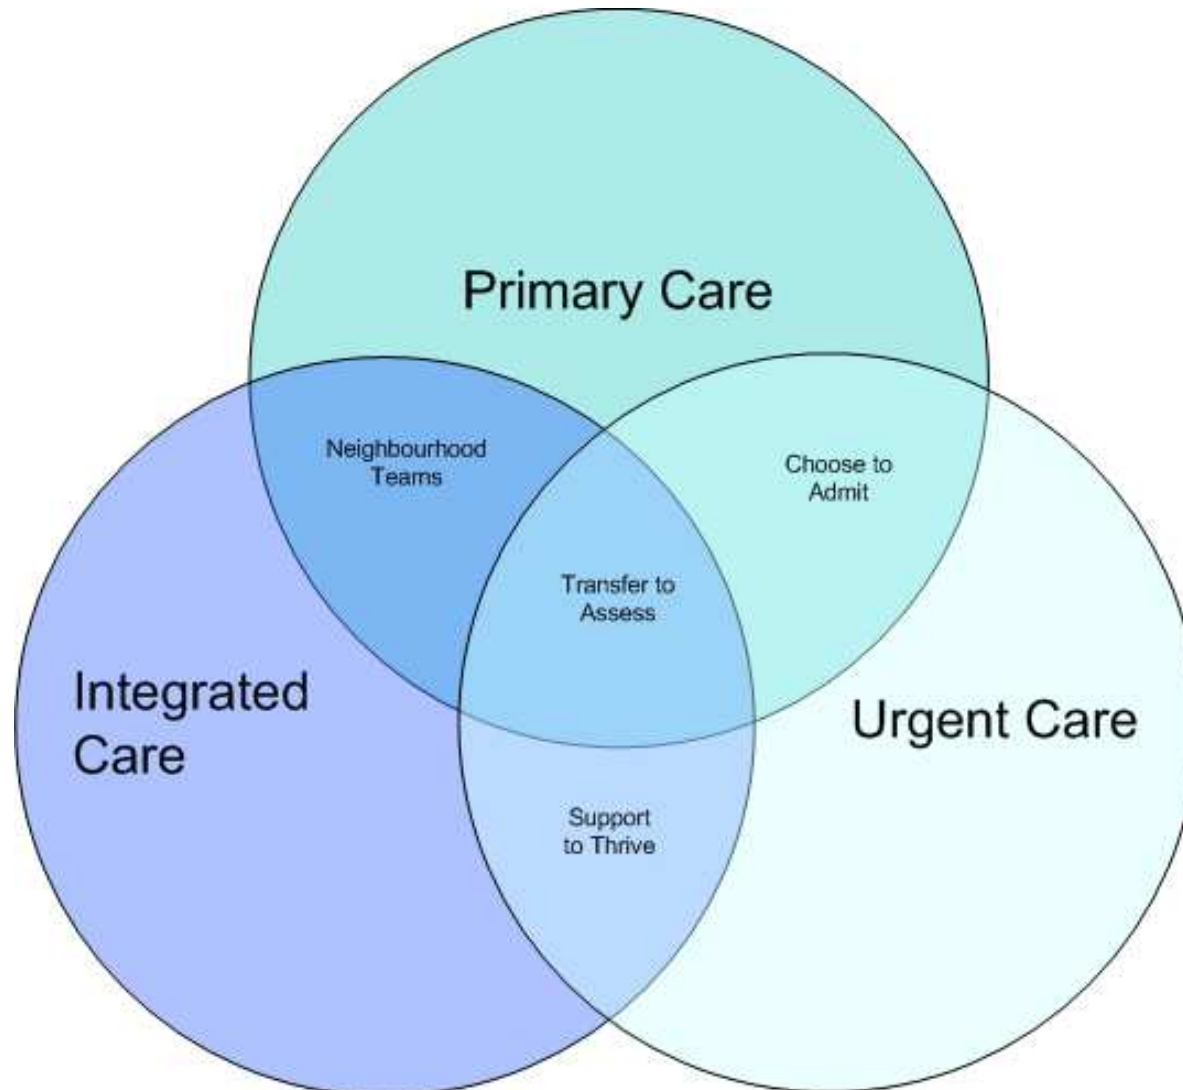 Primary Care
Neighbourhood
Teams
Choose to
Admit
Transfer to
Assess
Integrated
Care
Urgent Care
Support
to Thrive